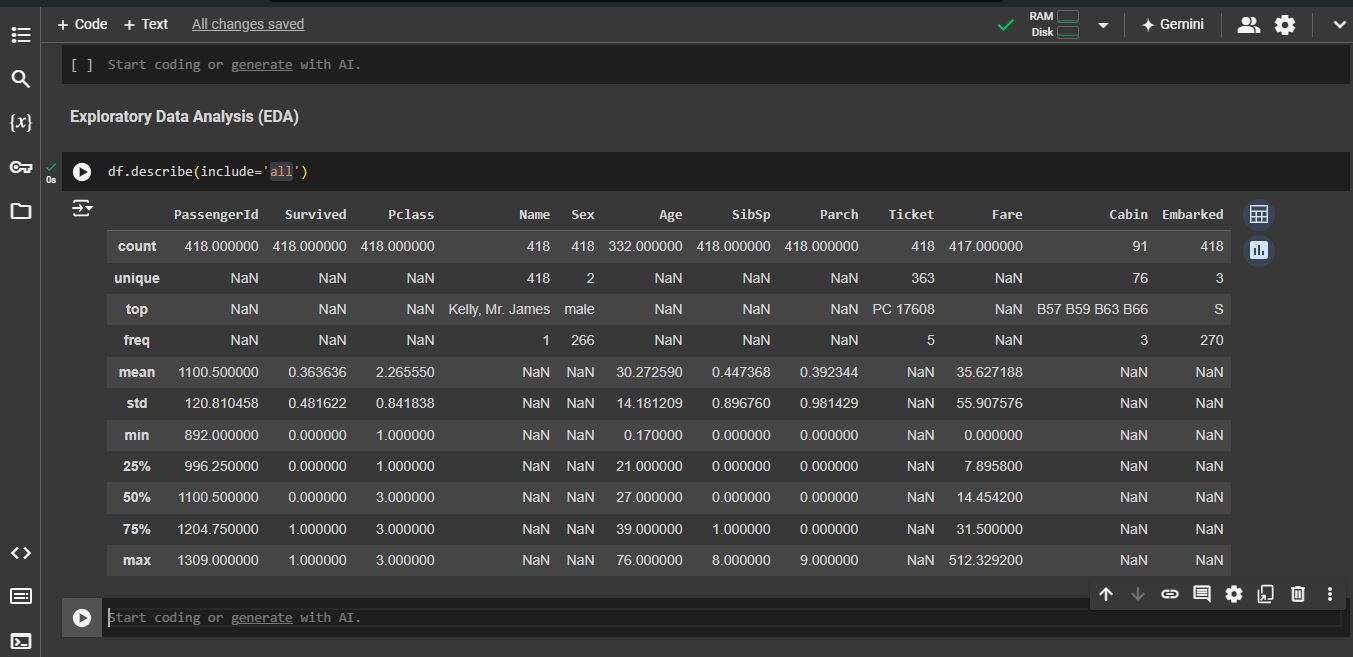 + Code + Text All changes saved RAM Disk Gemini
[ ] Start coding or generate with AI.
Exploratory Data Analysis (EDA)
{x}
0s
df.describe(include='all')
PassengerId Survived Pclass Name Sex Age SibSp Parch Ticket Fare Cabin Embarked
count 418.000000 418.000000 418.000000 418 418 332.000000 418.000000 418.000000 418 417.000000 91 418
unique NaN NaN NaN 418 2 NaN NaN NaN 363 NaN 76 3
top NaN NaN NaN Kelly, Mr. James male NaN NaN NaN PC 17608 NaN B57 B59 B63 B66 S
freq NaN NaN NaN 1 266 NaN NaN NaN 5 NaN 3 270
mean 1100.500000 0.363636 2.265550 NaN NaN 30.272590 0.447368 0.392344 NaN 35.627188 NaN NaN
std 120.810458 0.481622 0.841838 NaN NaN 14.181209 0.896760 0.981429 NaN 55.907576 NaN NaN
min 892.000000 0.000000 1.000000 NaN NaN 0.170000 0.000000 0.000000 NaN 0.000000 NaN NaN
25% 996.250000 0.000000 1.000000 NaN NaN 21.000000 0.000000 0.000000 NaN 7.895800 NaN NaN
50% 1100.500000 0.000000 3.000000 NaN NaN 27.000000 0.000000 0.000000 NaN 14.454200 NaN NaN
75% 1204.750000 1.000000 3.000000 NaN NaN 39.000000 1.000000 0.000000 NaN 31.500000 NaN NaN
max 1309.000000 1.000000 3.000000 NaN NaN 76.000000 8.000000 9.000000 NaN 512.329200 NaN NaN
Start coding or generate with AI.